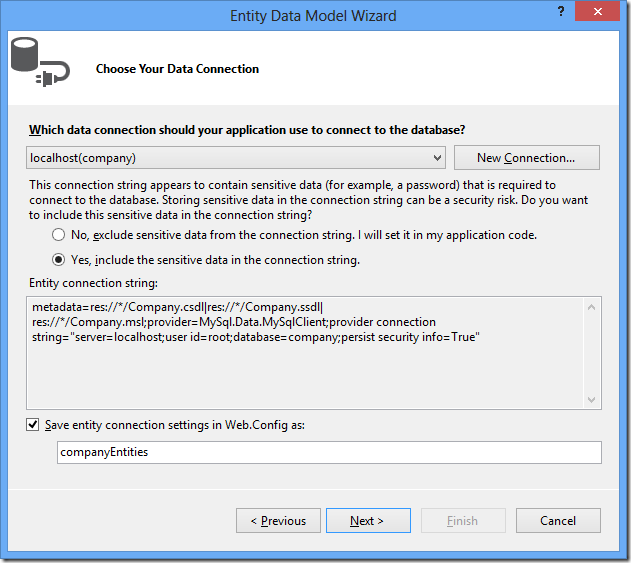 Entity Data Model Wizard
?
Choose Your Data Connection
Which data connection should your application use to connect to the database?
localhost(company)
New Connection...
This connection string appears to contain sensitive data (for example, a password) that is required to
connect to the database. Storing sensitive data in the connection string can be a security risk. Do you want
to include this sensitive data in the connection string?
No, exclude sensitive data from the connection string. I will set it in my application code.
Yes, include the sensitive data in the connection string.
Entity connection string:
metadata=res://*/Company.csdl|res://*/Company.ssdl|
res://*/Company.msl;provider=MySql.Data.MySqlClient;provider connection
string="server=localhost;user id=root;database=company;persist security info=True"
Save entity connection settings in Web.Config as:
companyEntities
< Previous
Next >
Finish
Cancel